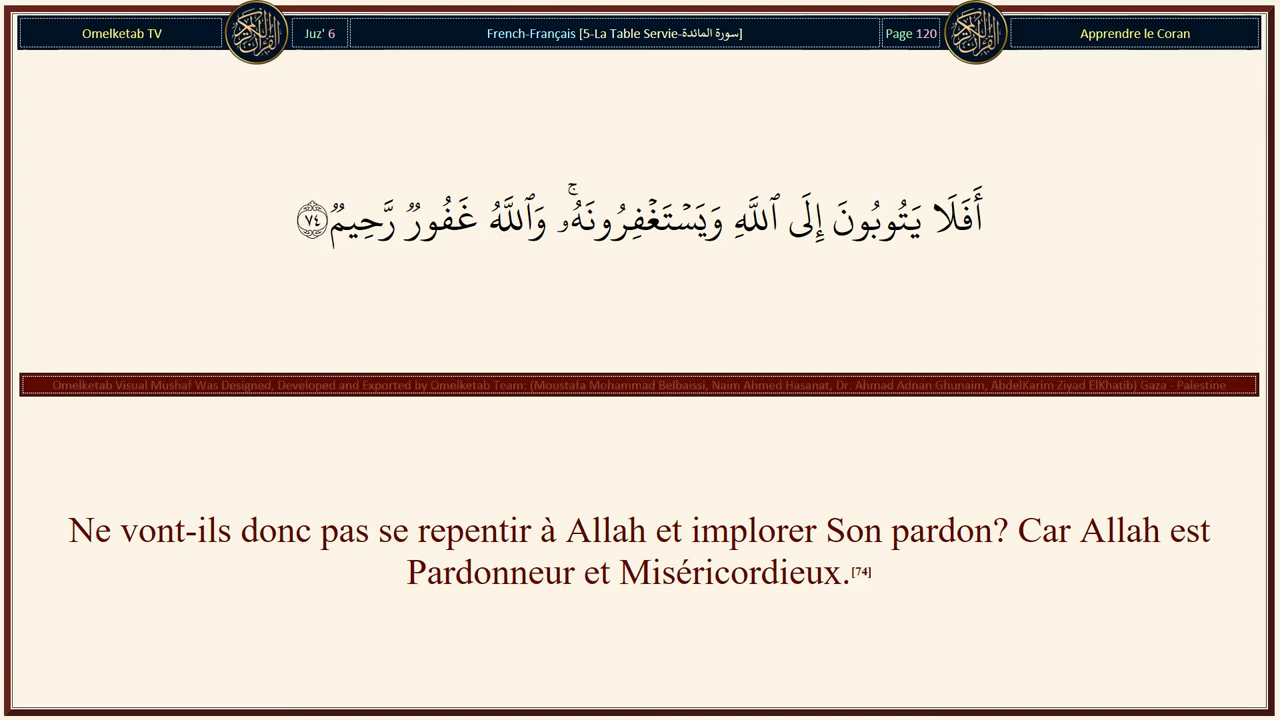 Omelketab TV
Juz' 6
French-Français [5-La Table Servie-سورة المائدة]
Page 120
Apprendre le Coran
أَفَلَا يَتُوبُونَ إِلَى ٱللَّهِ وَيَسۡتَغۡفِرُونَهُۥۚ وَٱللَّهُ غَفُورٞ رَّحِيمٞ ٧٤
Omelketab Visual Mushaf Was Designed, Developed and Exported by Omelketab Team: (Moustafa Mohammad Belbaissi, Naim Ahmed Hasanat, Dr. Ahmad Adnan Ghunaim, AbdelKarim Ziyad ElKhatib) Gaza - Palestine
Ne vont-ils donc pas se repentir à Allah et implorer Son pardon? Car Allah est
Pardonneur et Miséricordieux.[74]